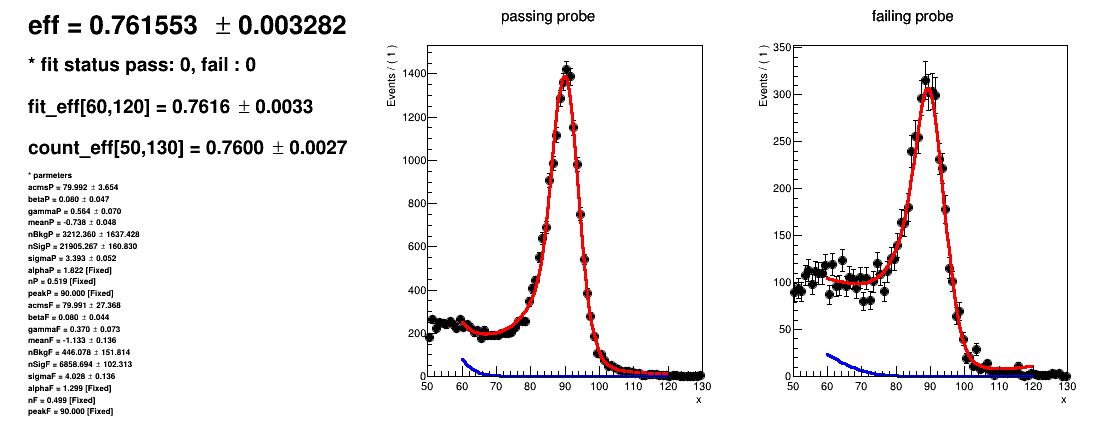 eff = 0.761553 ± 0.003282
* fit status pass: 0, fail : 0
fit_eff[60,120] = 0.7616 ± 0.0033
count_eff[50,130] = 0.7600 ± 0.0027
* parmeters
acmsP = 79.992 ± 3.654
betaP = 0.080 ± 0.047
gammaP = 0.564 ± 0.070
meanP = -0.738 ± 0.048
nBkgP = 3212.360 ± 1637.428
nSigP = 21905.267 ± 160.830
sigmaP = 3.393 ± 0.052
alphaP = 1.822 [Fixed]
nP = 0.519 [Fixed]
peakP = 90.000 [Fixed]
acmsF = 79.991 ± 27.368
betaF = 0.080 ± 0.044
gammaF = 0.370 ± 0.073
meanF = -1.133 ± 0.136
nBkgF = 446.078 ± 151.814
nSigF = 6858.694 ± 102.313
sigmaF = 4.028 ± 0.136
alphaF = 1.299 [Fixed]
nF = 0.499 [Fixed]
peakF = 90.000 [Fixed]
passing probe
Events / ( 1 )
1400
1200
1000
800
600
400
200
0
50 60 70 80 90 100 110 120 130
x
failing probe
Events / ( 1 )
350
300
250
200
150
100
50
0
50 60 70 80 90 100 110 120 130
x